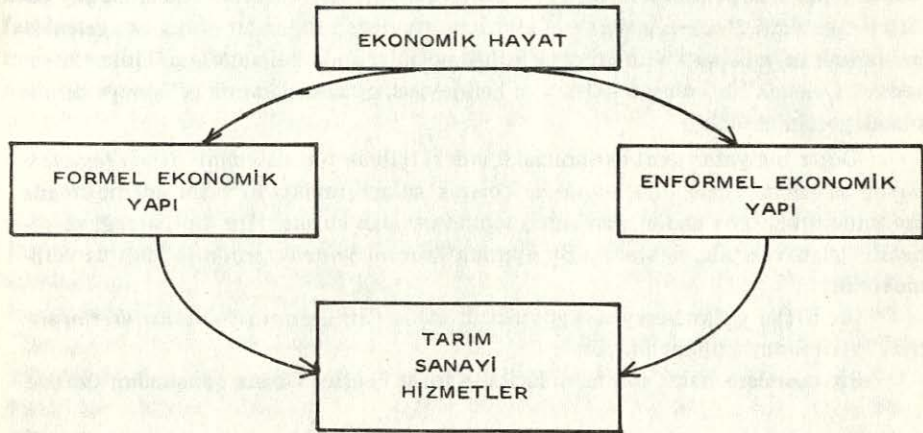 EKONOMİK HAYAT
FORMEL EKONOMİK
YAPI
ENFORMEL EKONOMİK
YAPI
TARIM
SANAYİ
HİZMETLER